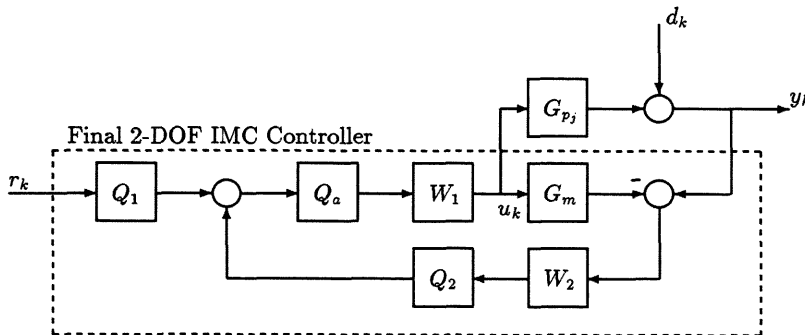 d_k
y_k
G_{p_j}
Final 2-DOF IMC Controller
r_k
Q_1
Q_a
W_1
u_k
G_m
-
Q_2
W_2